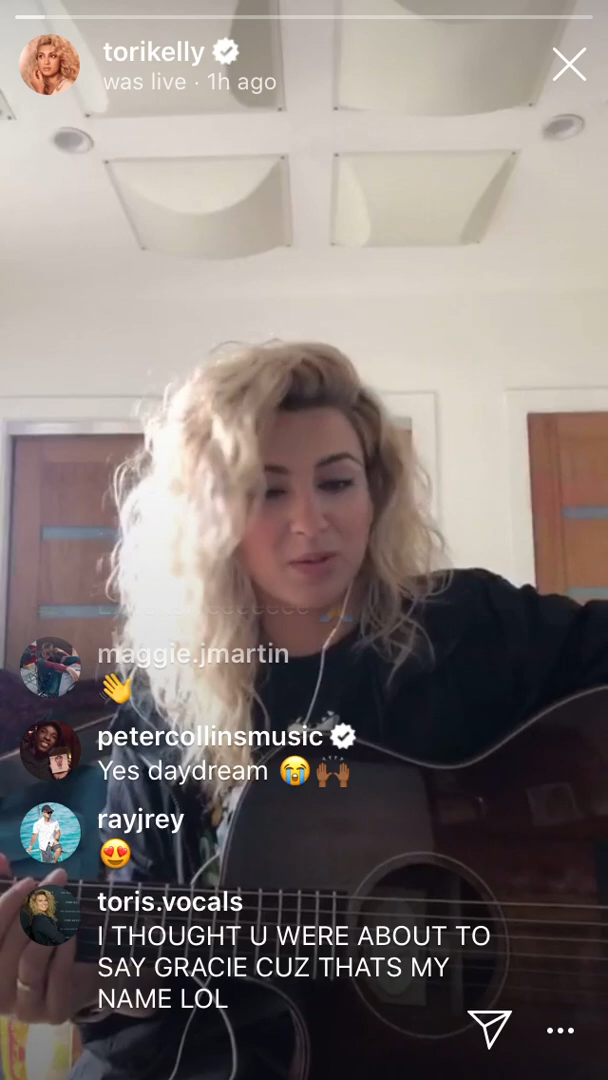 torikelly
was live · 1h ago
maggie.jmartin
👋
petercollinsmusic
Yes daydream 😭🙌🏾
rayjrey
😍
toris.vocals
I THOUGHT U WERE ABOUT TO
SAY GRACIE CUZ THATS MY
NAME LOL